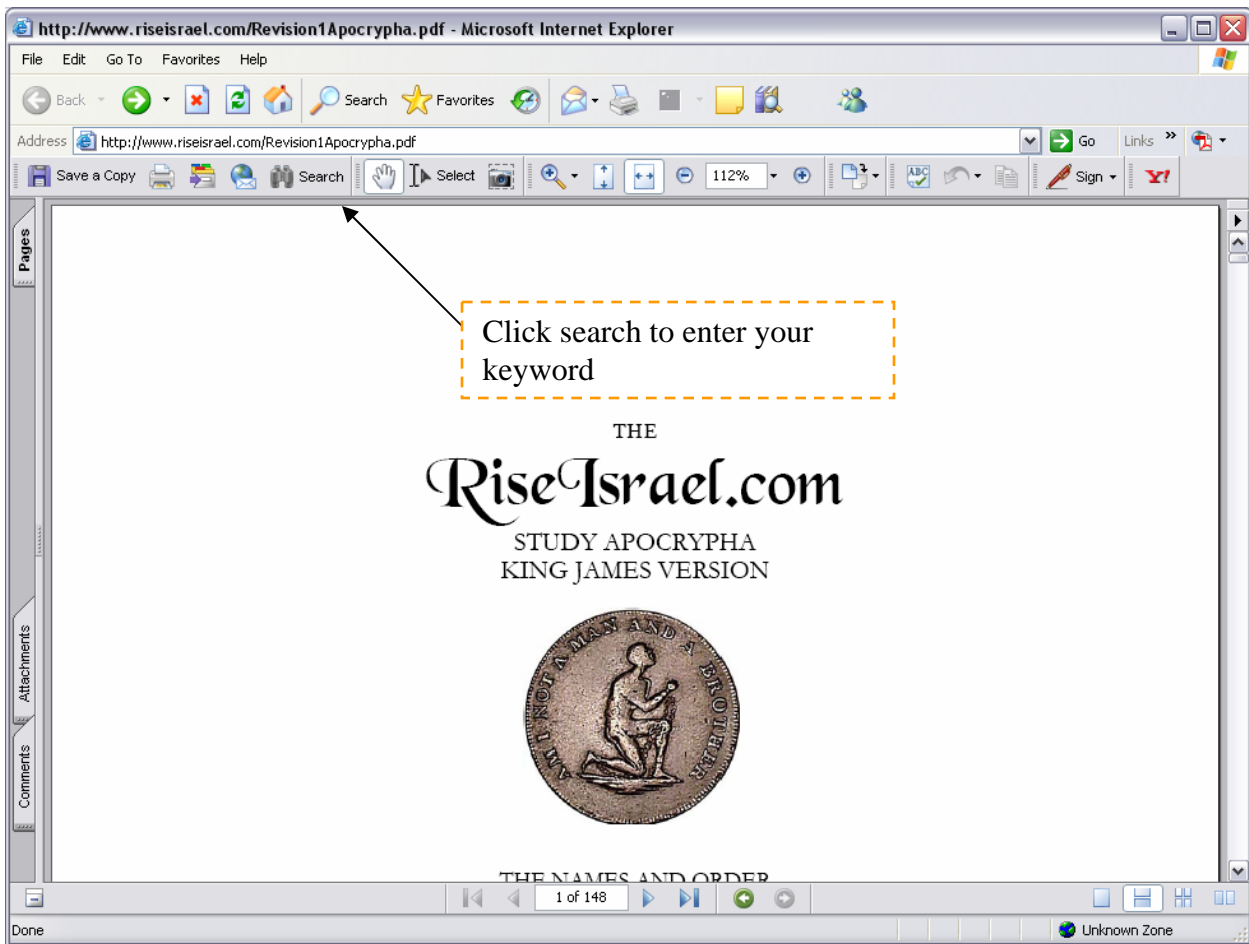 http://www.riseisrael.com/Revision1Apocrypha.pdf - Microsoft Internet Explorer
File Edit Go To Favorites Help
Back Search Favorites
Address http://www.riseisrael.com/Revision1Apocrypha.pdf Go Links »
Save a Copy Search Select 112% ABC Sign Y!
Pages
Click search to enter your
keyword
THE
RiseIsrael.com
STUDY APOCRYPHA
KING JAMES VERSION
AM I NOT A MAN AND A BROTHER
Attachments
Comments
THE NAMES AND ORDER
1 of 148
Done Unknown Zone